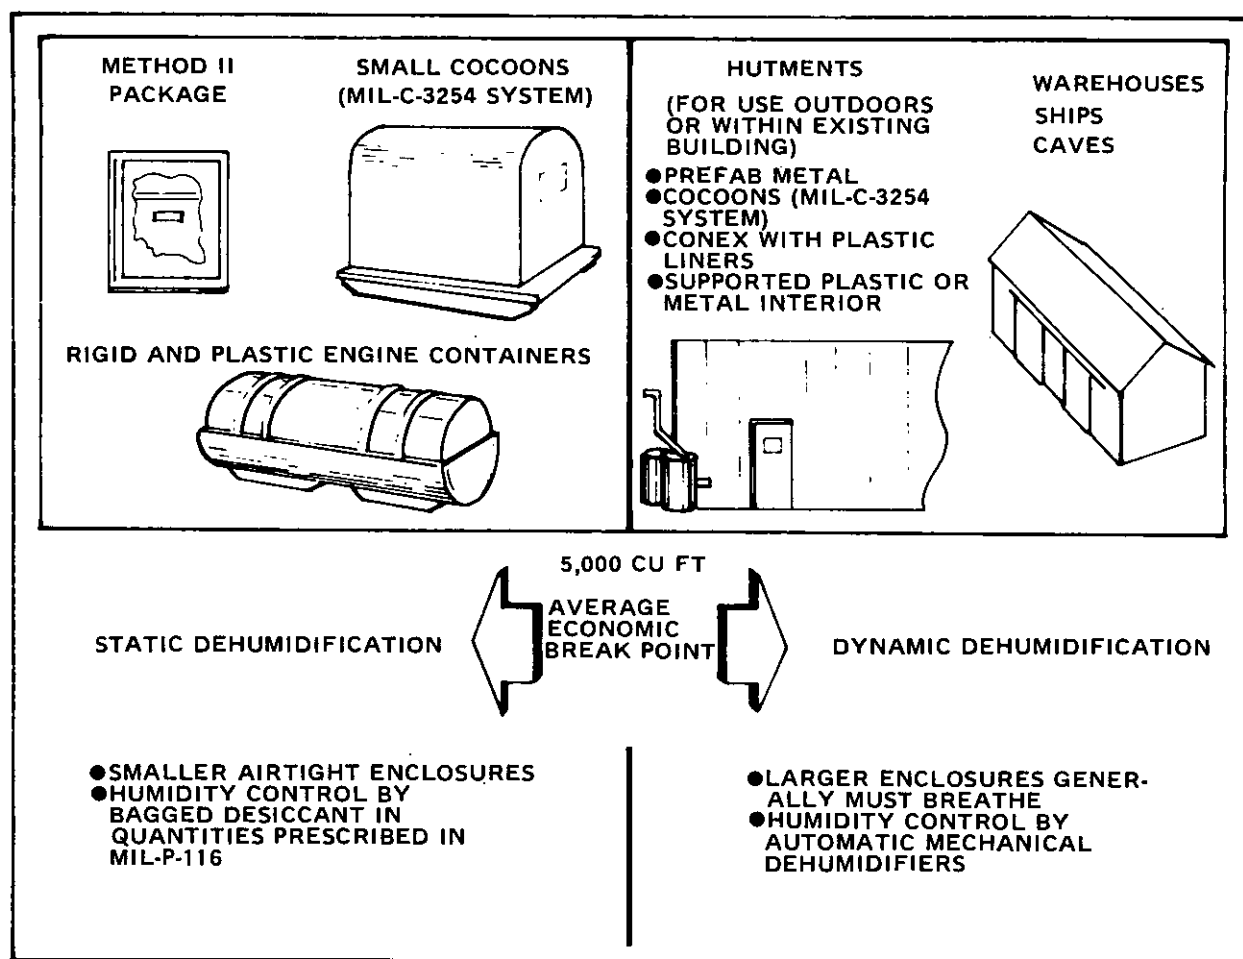 METHOD II
PACKAGE
SMALL COCOONS
(MIL-C-3254 SYSTEM)
RIGID AND PLASTIC ENGINE CONTAINERS
HUTMENTS
(FOR USE OUTDOORS
OR WITHIN EXISTING
BUILDING)
●PREFAB METAL
●COCOONS (MIL-C-3254
SYSTEM)
●CONEX WITH PLASTIC
LINERS
●SUPPORTED PLASTIC OR
METAL INTERIOR
WAREHOUSES
SHIPS
CAVES
5,000 CU FT
AVERAGE
ECONOMIC
BREAK POINT
STATIC DEHUMIDIFICATION
DYNAMIC DEHUMIDIFICATION
●SMALLER AIRTIGHT ENCLOSURES
●HUMIDITY CONTROL BY
BAGGED DESICCANT IN
QUANTITIES PRESCRIBED IN
MIL-P-116
●LARGER ENCLOSURES GENER-
ALLY MUST BREATHE
●HUMIDITY CONTROL BY
AUTOMATIC MECHANICAL
DEHUMIDIFIERS